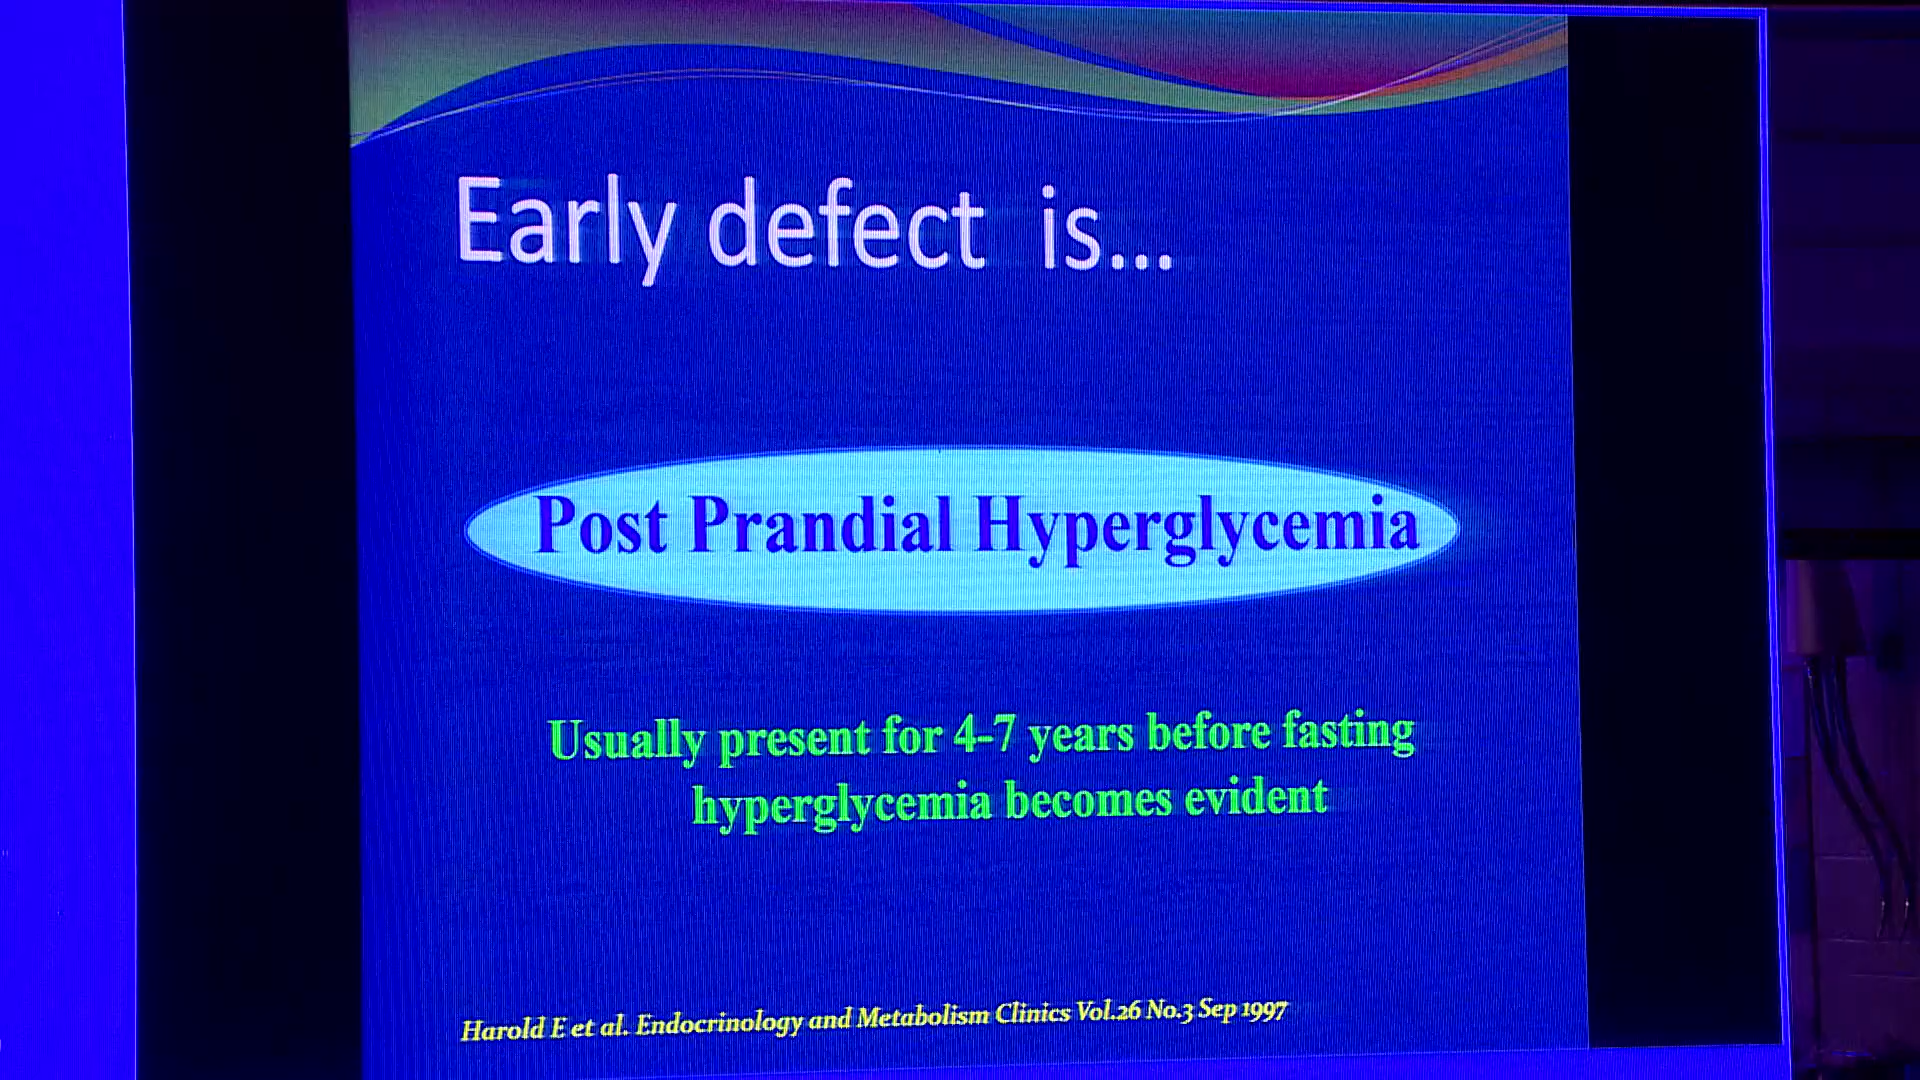 Early defect is...
Post Prandial Hyperglycemia
Usually present for 4-7 years before fasting
hyperglycemia becomes evident
Harold E et al. Endocrinology and Metabolism Clinics Vol.26 No.3 Sep 1997